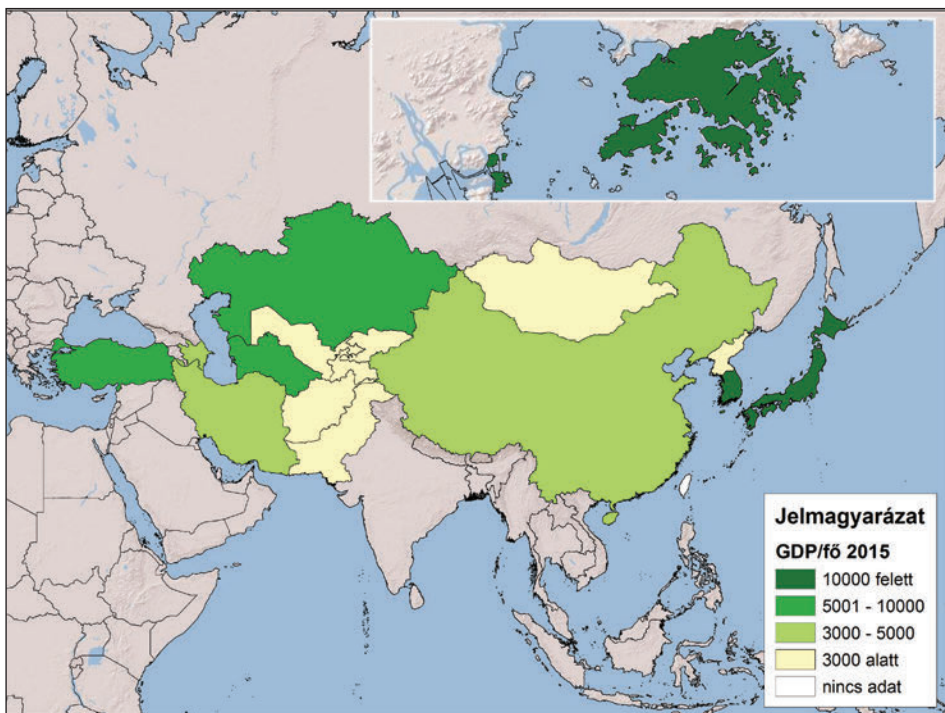 Jelmagyarázat
GDP/fő 2015
10000 felett
5001 - 10000
3000 - 5000
3000 alatt
nincs adat